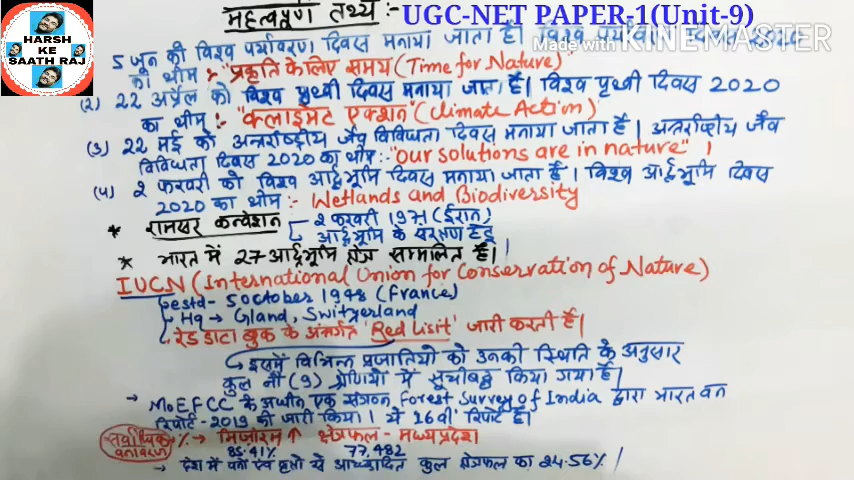 HARSH
KE
SAATH RAJ
महत्वपूर्ण तथ्य:- UGC-NET PAPER-1(Unit-9)
Made with KINEMASTER
5 जून को विश्व पर्यावरण दिवस मनाया जाता है। विश्व पर्यावरण दिवस 2020
का थीम:- "प्रकृति के लिए समय (Time for Nature)"
(2) 22 अप्रैल को विश्व पृथ्वी दिवस मनाया जाता है। विश्व पृथ्वी दिवस 2020
का थीम:- "क्लाइमेट एक्शन" (Climate Action)
(3) 22 मई को अन्तर्राष्ट्रीय जैव विविधता दिवस मनाया जाता है। अन्तर्राष्ट्रीय जैव
विविधता दिवस 2020 का थीम:- "Our solutions are in nature"।
(4) 2 फरवरी को विश्व आर्द्रभूमि दिवस मनाया जाता है। विश्व आर्द्रभूमि दिवस
2020 का थीम:- Wetlands and Biodiversity
* रामसर कन्वेशन 2 फरवरी 1971 (ईरान)
आर्द्रभूमि के संरक्षण हेतू
* भारत में 27 आर्द्रभूमि क्षेत्र सामिलित है।
IUCN (International Union for Conservation of Nature)
estd- 5 october 1948 (France)
Hq → Gland, Switzerland
रेड डाटा बुक के अंतर्गत 'Red Lisit' जारी करती है।
इसमें विभिन्न प्रजातियो को उनकी स्थिति के अनुसार
कुल नौ (9) श्रेणियो में सूचीबद्ध किया गया है।
→ MoEFCC के अधीन एक संगठन Forest Survey of India द्वारा भारत वन
रिपोर्ट - 2019 को जारी किया। ये 16वी रिपोर्ट है।
सर्वाधिक वनावरण % → मिजोरम ↑ क्षेत्रफल - मध्यप्रदेश।
85.41% 77,482
→ देश में वनो एवं वृक्षो से आच्छादित कुल क्षेत्रफल का 24.56%।